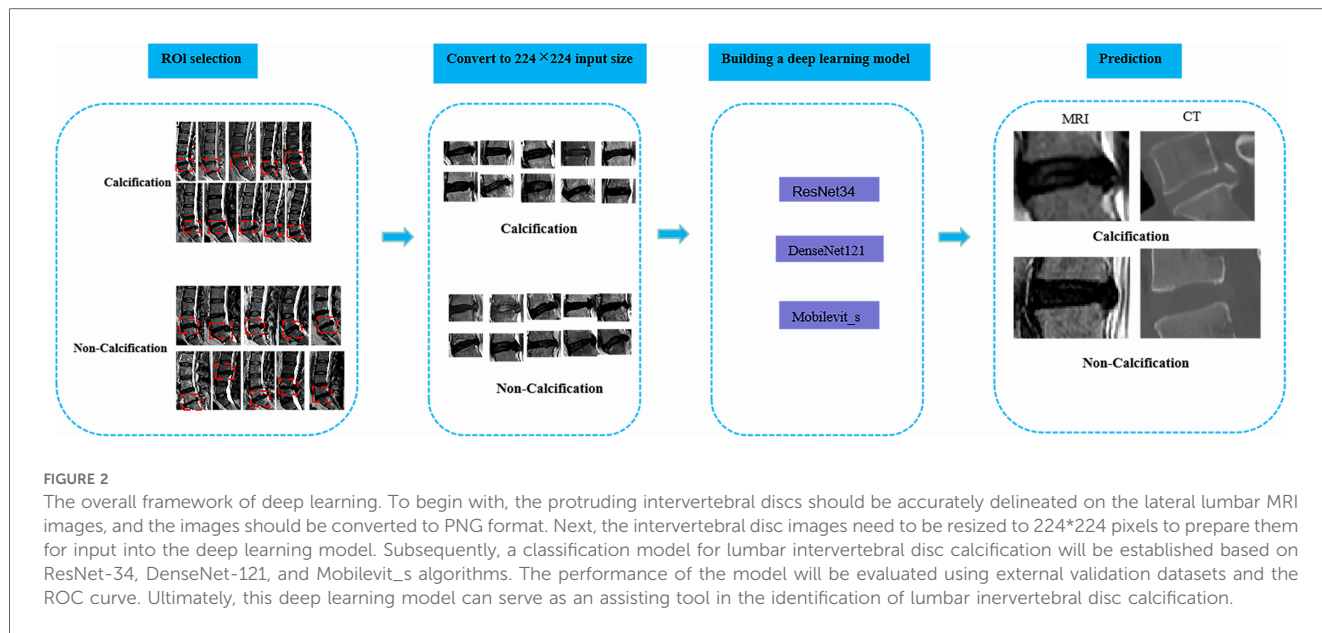 ROI selection
Convert to 224×224 input size
Building a deep learning model
Prediction
Calcification
Non-Calcification
Calcification
Non-Calcification
ResNet34
DenseNet121
Mobilevit_s
MRI CT
Calcification
Non-Calcification
FIGURE 2
The overall framework of deep learning. To begin with, the protruding intervertebral discs should be accurately delineated on the lateral lumbar MRI
images, and the images should be converted to PNG format. Next, the intervertebral disc images need to be resized to 224*224 pixels to prepare them
for input into the deep learning model. Subsequently, a classification model for lumbar intervertebral disc calcification will be established based on
ResNet-34, DenseNet-121, and Mobilevit_s algorithms. The performance of the model will be evaluated using external validation datasets and the
ROC curve. Ultimately, this deep learning model can serve as an assisting tool in the identification of lumbar inervertebral disc calcification.